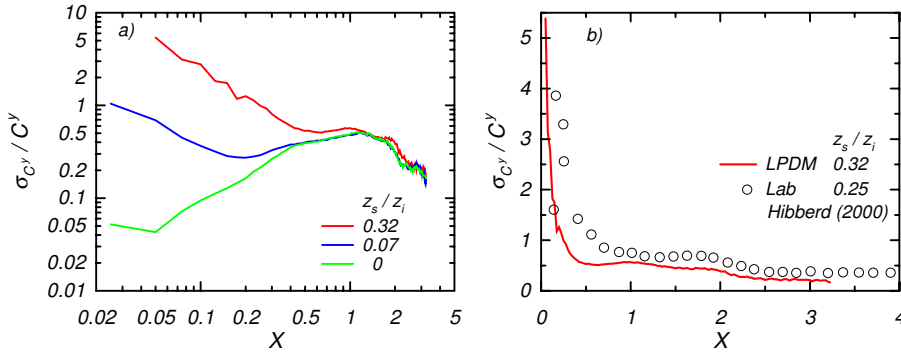 a)
10
5
2
1
0.5
0.2
0.1
0.05
0.02
0.01
σ_C^y / C^y
z_s / z_i
0.32
0.07
0
0.02 0.05 0.1 0.2 0.5 1 2 5
X
b)
5
4
3
2
1
0
σ_C^y / C^y
z_s / z_i
LPDM 0.32
Lab 0.25
Hibberd (2000)
0 1 2 3 4
X